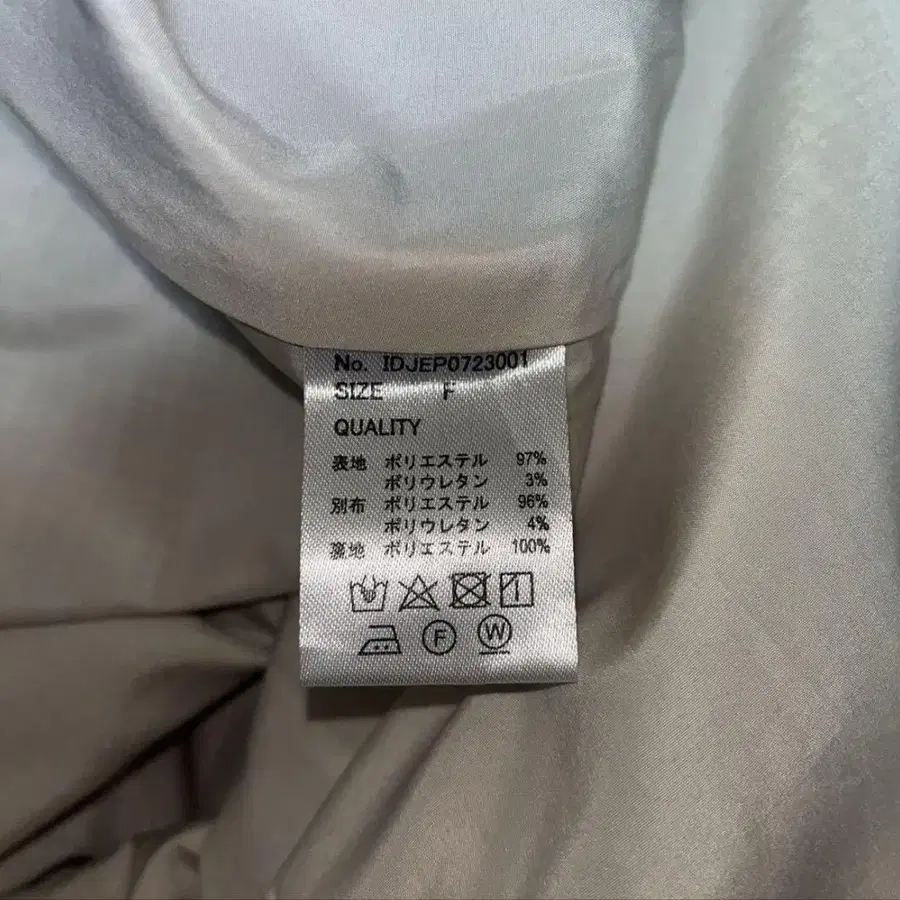 No. IDJEP0723001
SIZE F
QUALITY
表地 ポリエステル 97%
ポリウレタン 3%
別布 ポリエステル 96%
ポリウレタン 4%
裏地 ポリエステル 100%
F W